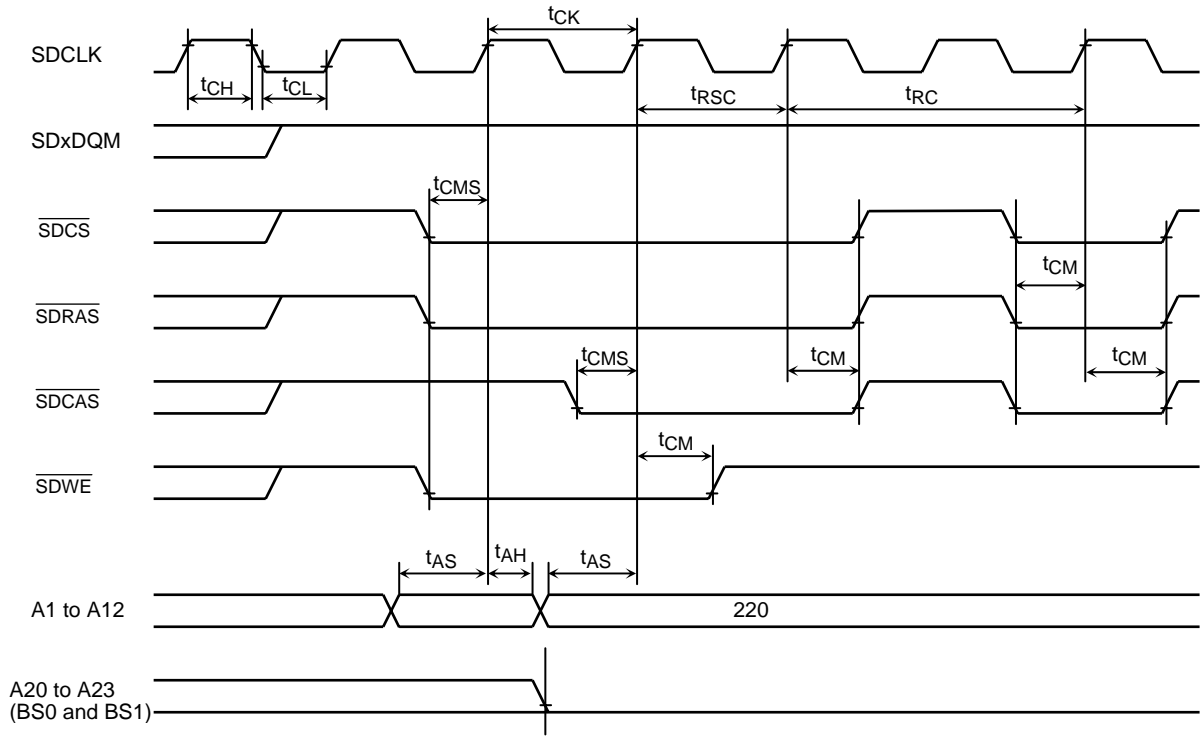 tCK
SDCLK
tCH
tCL
tRSC
tRC
SDxDQM
tCMS
SDCS
tCM
SDRAS
tCMS
tCM
tCM
SDCAS
tCM
SDWE
tAS
tAH
tAS
A1 to A12
220
A20 to A23
(BS0 and BS1)